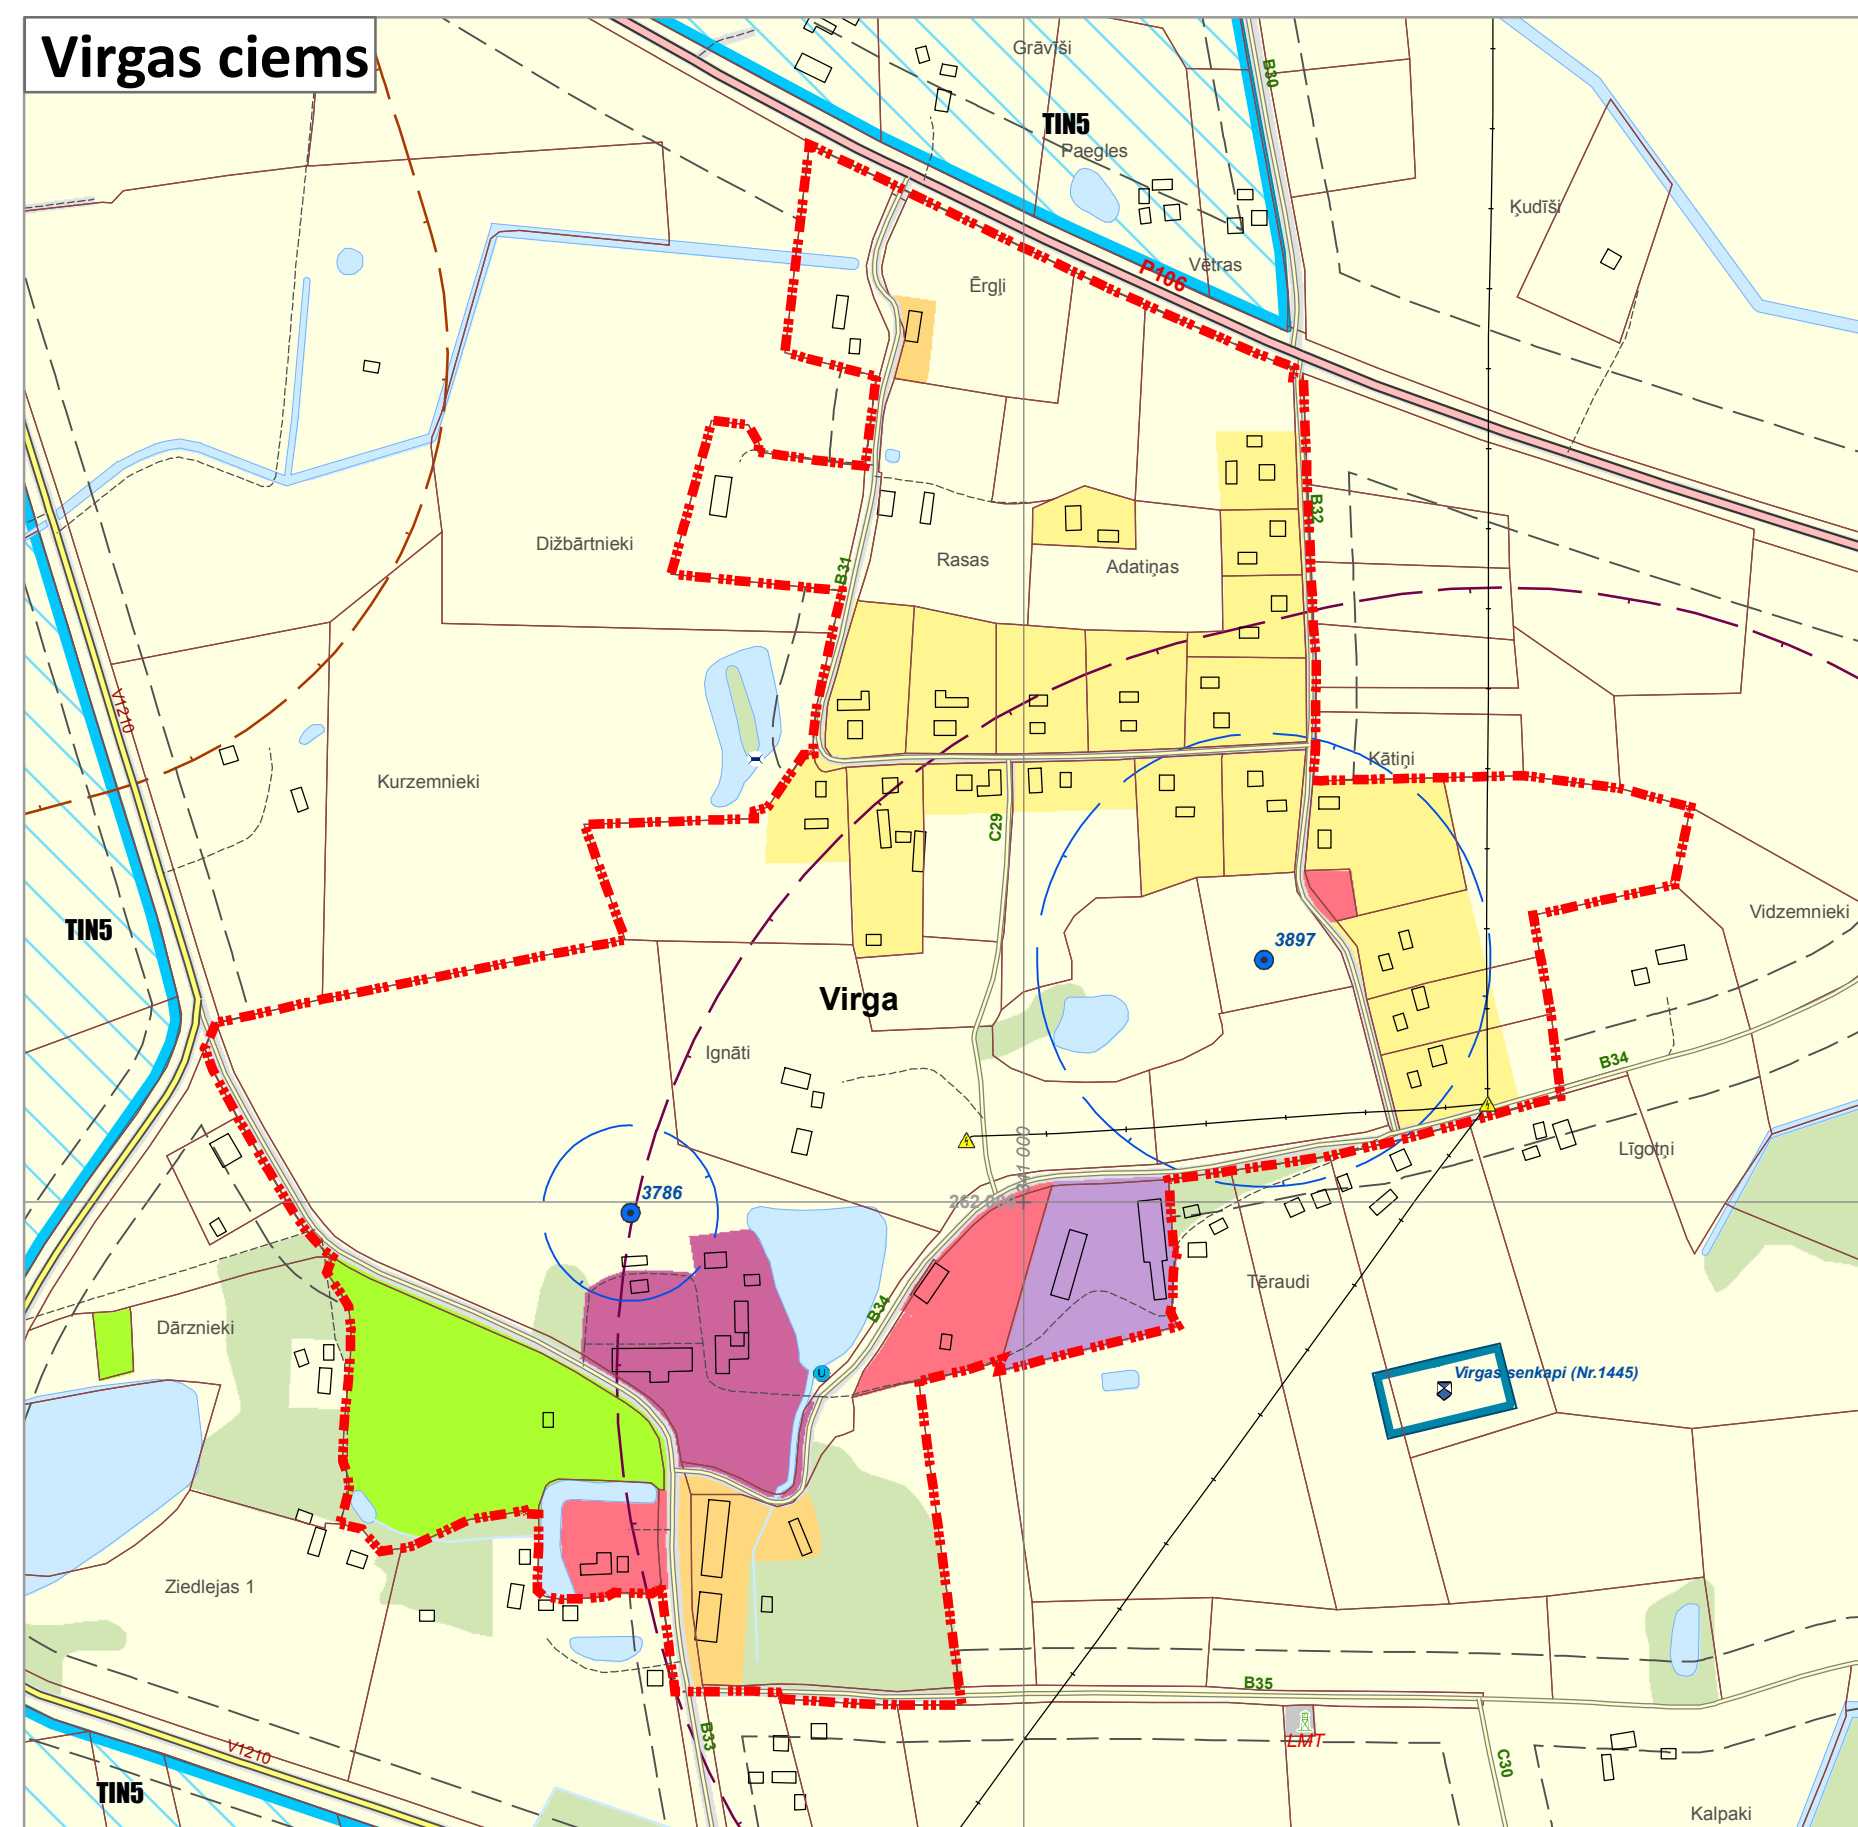 Virgas ciems
Grāvīši
B30
TIN5
Paegles
Ķudīši
Vētras
P106
Ērgļi
B32
Dižbārtnieki
B31
Rasas
Adatiņas
V1210
Kātiņi
Kurzemnieki
C29
TIN5
Vidzemnieki
3897
Virga
Ignāti
B34
341 000
Līgotņi
3786
262 000
Tēraudi
B34
Dārznieki
U
Virgas senkapi (Nr.1445)
Ziedlejas 1
B35
B33
LMT
V1210
C30
TIN5
Kalpaki